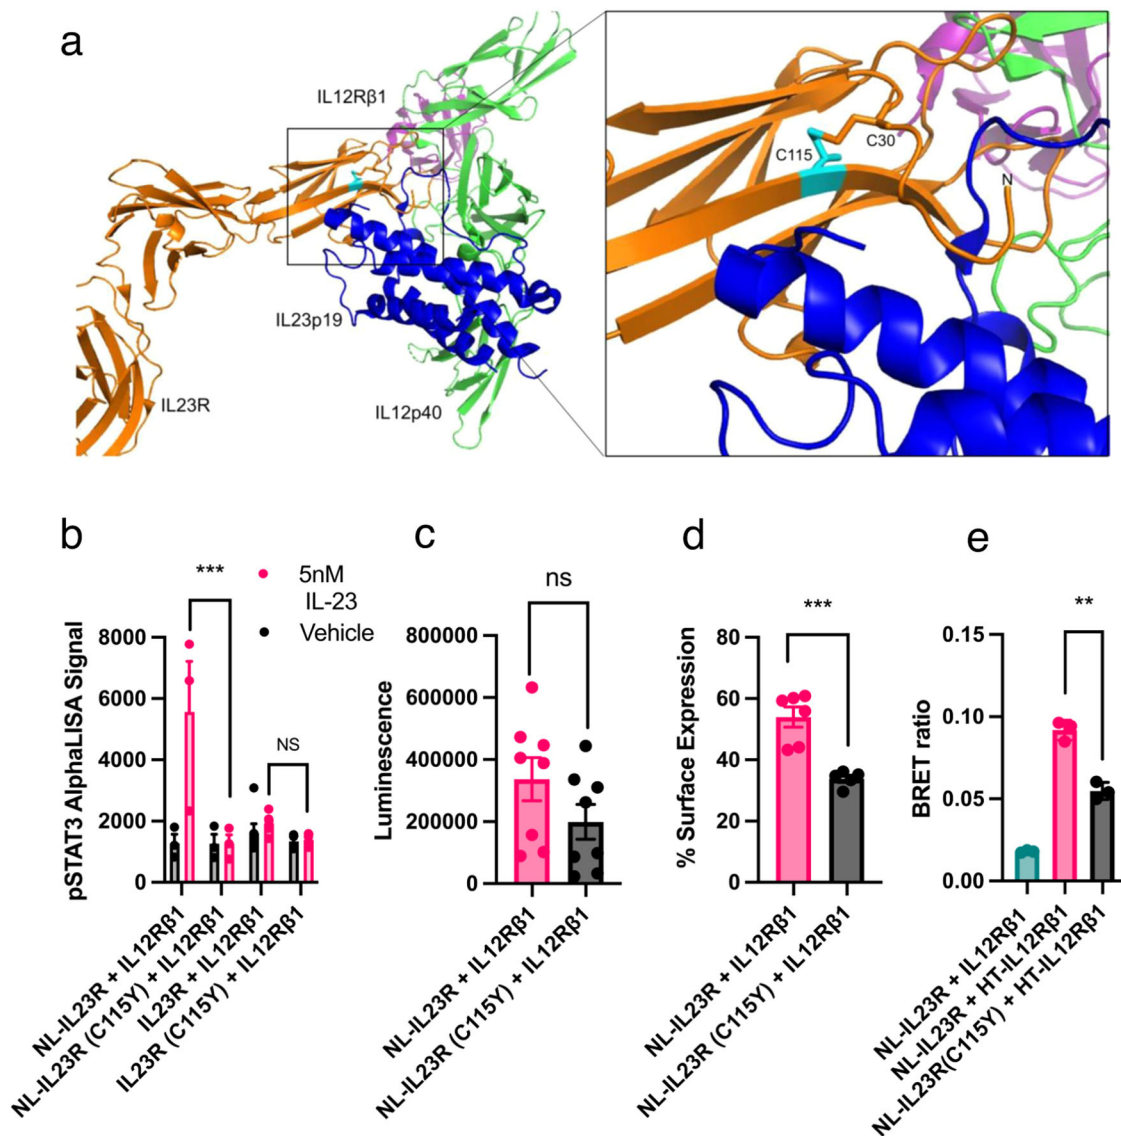 a
IL12Rβ1
IL23p19
IL23R
IL12p40
C115
C30
N
b
***
5nM
IL-23
Vehicle
NS
pSTAT3 AlphaLISA Signal
8000
6000
4000
2000
0
NL-IL23R + IL12Rβ1
NL-IL23R (C115Y) + IL12Rβ1
IL23R + IL12Rβ1
IL23R (C115Y) + IL12Rβ1
c
ns
Luminescence
800000
600000
400000
200000
0
NL-IL23R + IL12Rβ1
NL-IL23R (C115Y) + IL12Rβ1
d
***
% Surface Expression
80
60
40
20
0
NL-IL23R + IL12Rβ1
NL-IL23R (C115Y) + IL12Rβ1
e
**
BRET ratio
0.15
0.10
0.05
0.00
NL-IL23R + IL12Rβ1
NL-IL23R + HT-IL12Rβ1
NL-IL23R(C115Y) + HT-IL12Rβ1